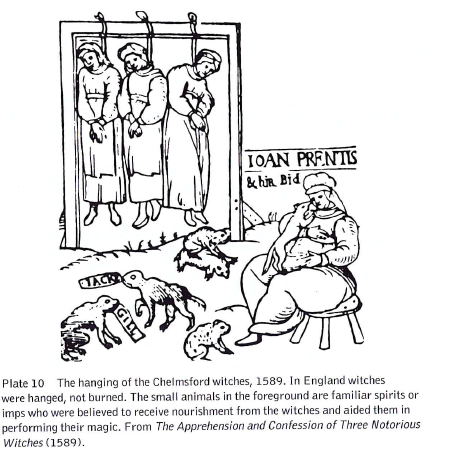 IOAN PRENTIS
& hir Bid
IACK
GILL
Plate 10 The hanging of the Chelmsford witches, 1589. In England witches
were hanged, not burned. The small animals in the foreground are familiar spirits or
imps who were believed to receive nourishment from the witches and aided them in
performing their magic. From The Apprehension and Confession of Three Notorious
Witches (1589).